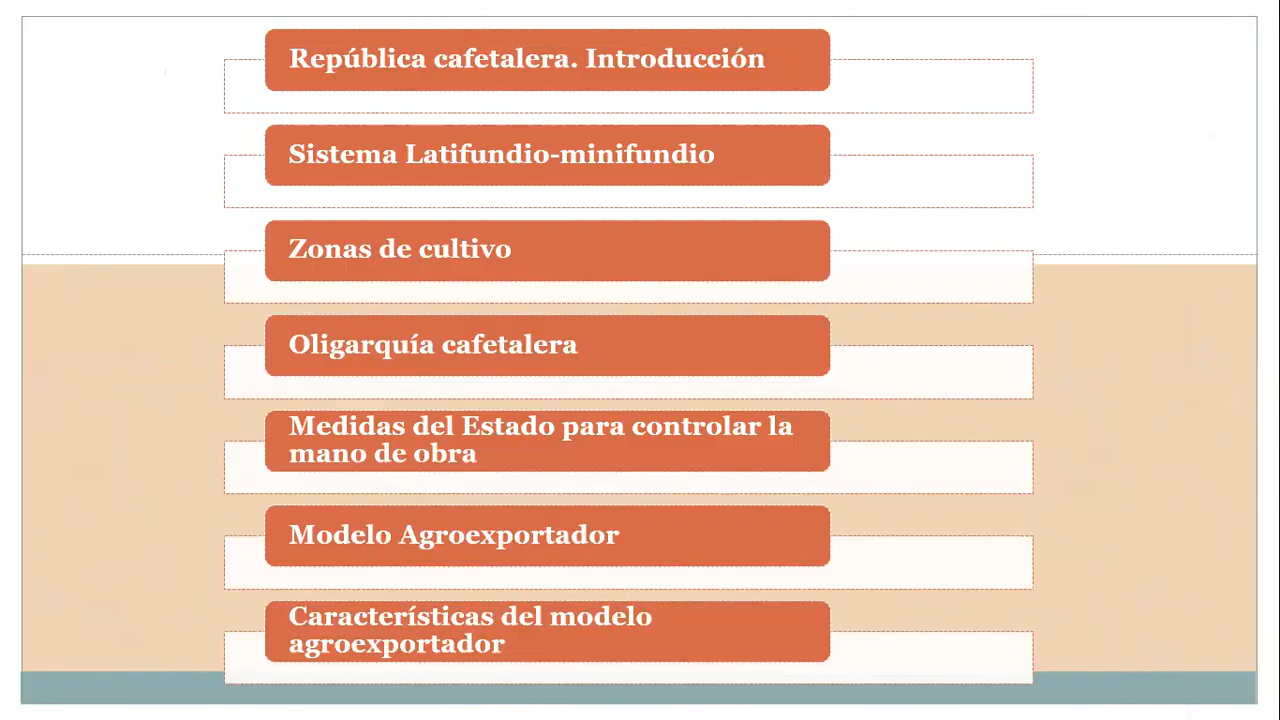 República cafetalera. Introducción
Sistema Latifundio-minifundio
Zonas de cultivo
Oligarquía cafetalera
Medidas del Estado para controlar la
mano de obra
Modelo Agroexportador
Características del modelo
agroexportador